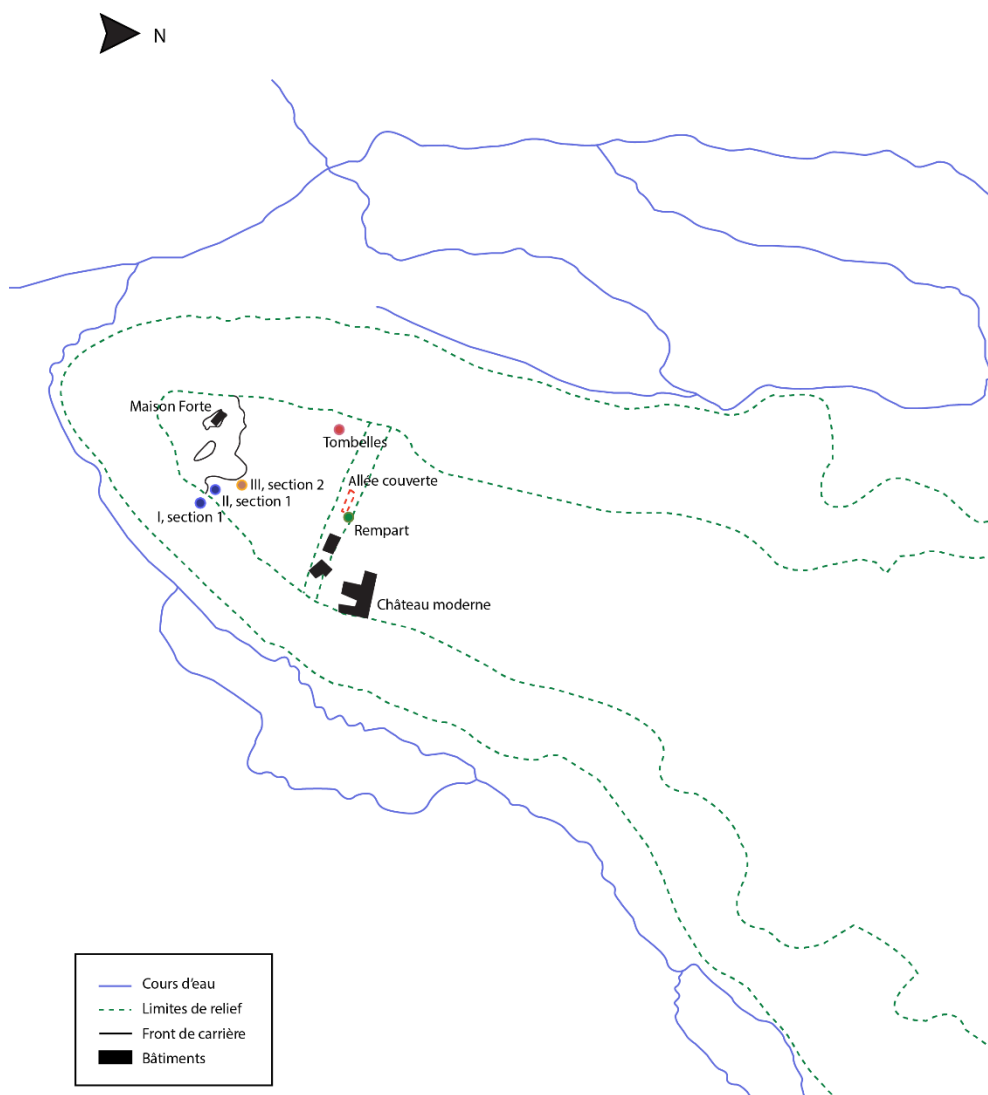 N
Maison Forte
Tombelles
Allée couverte
III, section 2
II, section 1
I, section 1
Rempart
Château moderne
Cours d'eau
Limites de relief
Front de carrière
Bâtiments